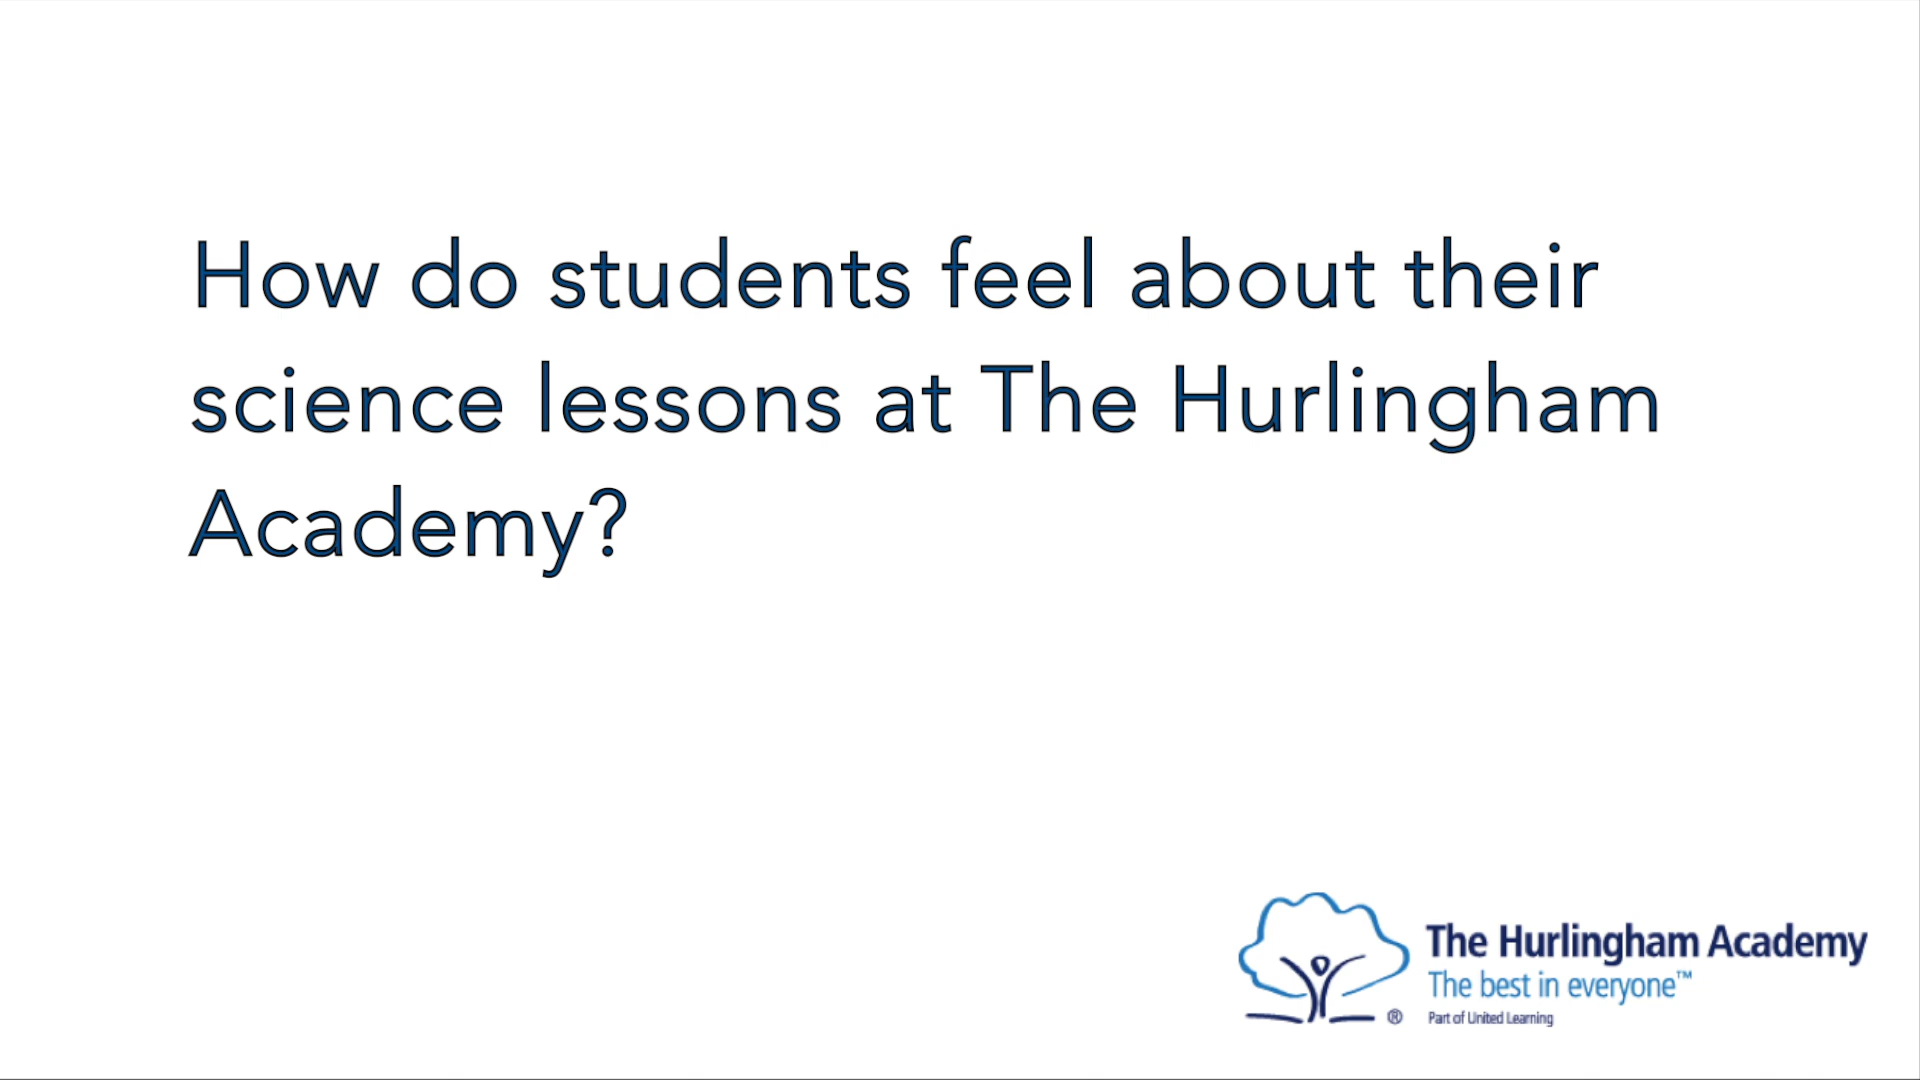 How do students feel about their
science lessons at The Hurlingham
Academy?
The Hurlingham Academy
The best in everyone™
Part of United Learning
®